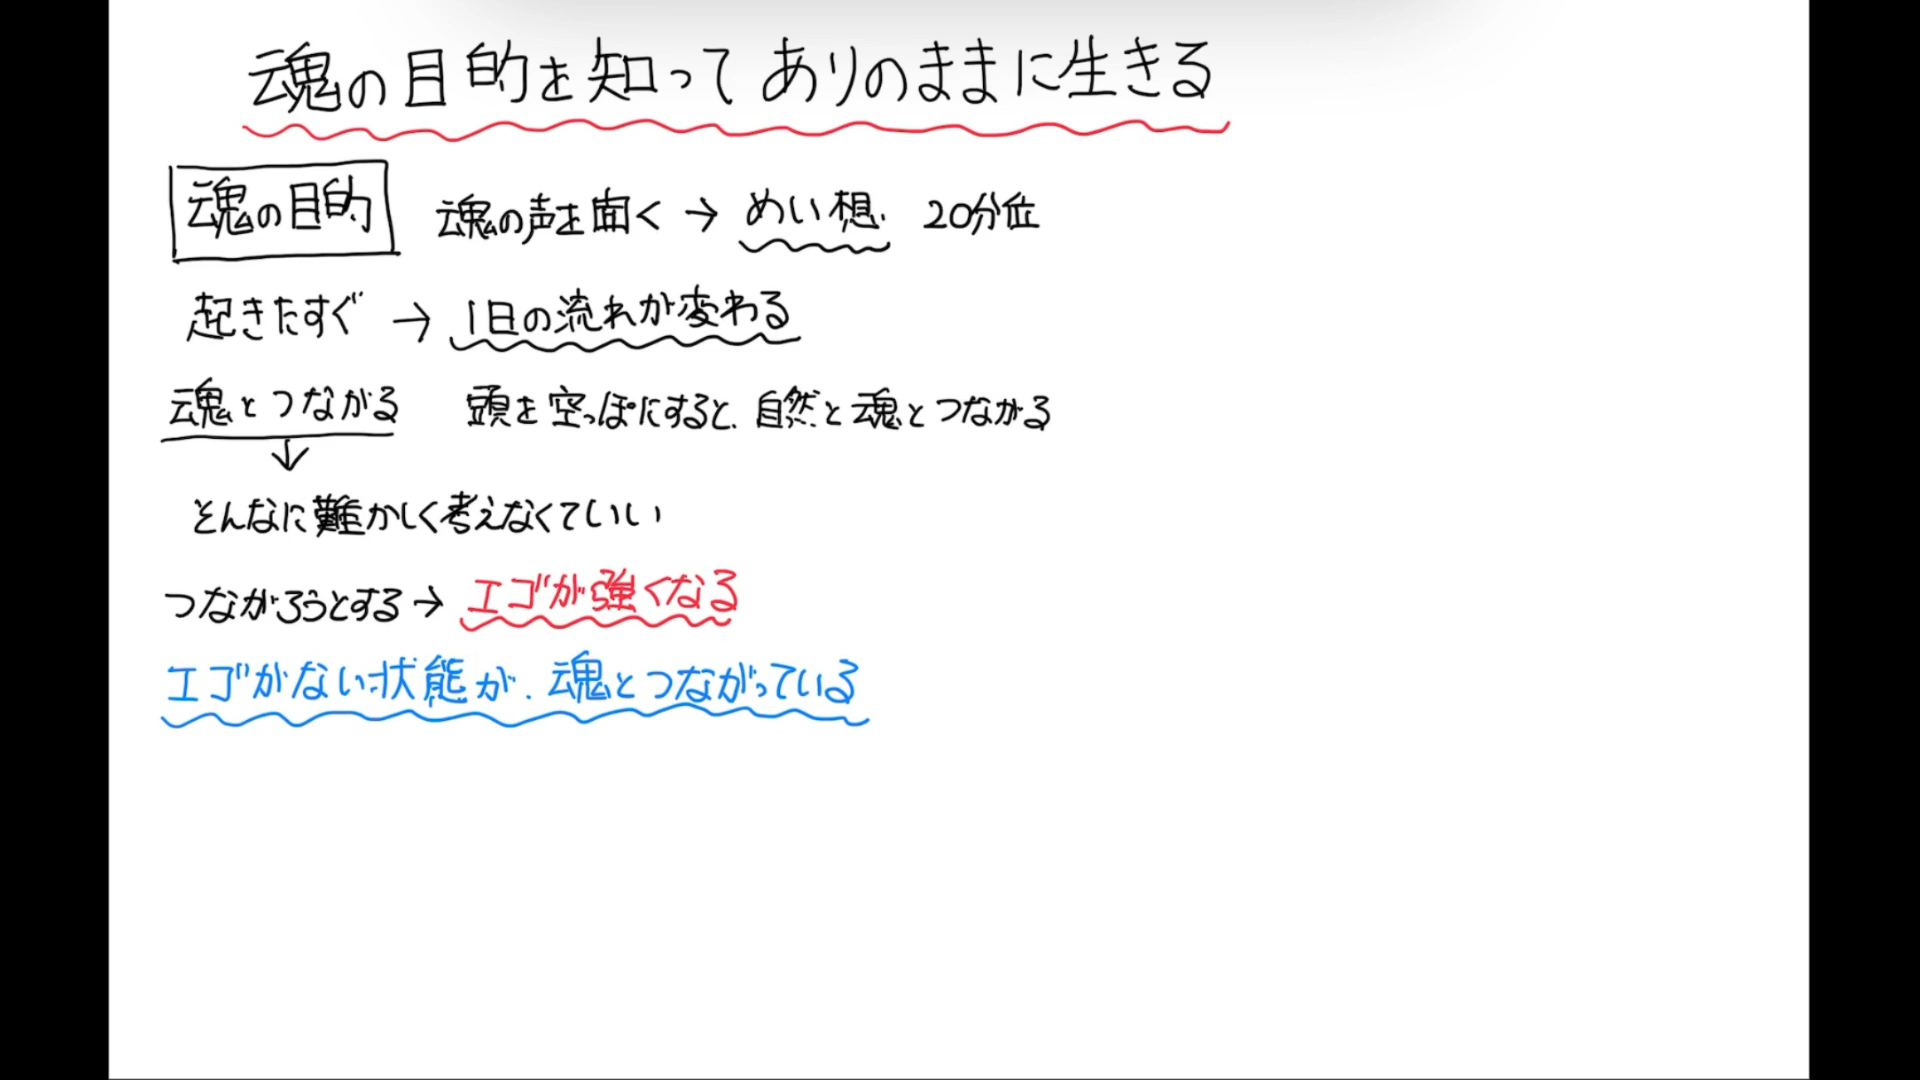 魂の目的を知って ありのままに生きる
魂の目的 魂の声を聞く → めい想 20分位
起きたすぐ → 1日の流れが変わる
魂とつながる 頭を空っぽにすると、自然と魂とつながる
↓
そんなに難かしく考えなくていい
つながろうとする → エゴが強くなる
エゴがない状態が、魂とつながっている